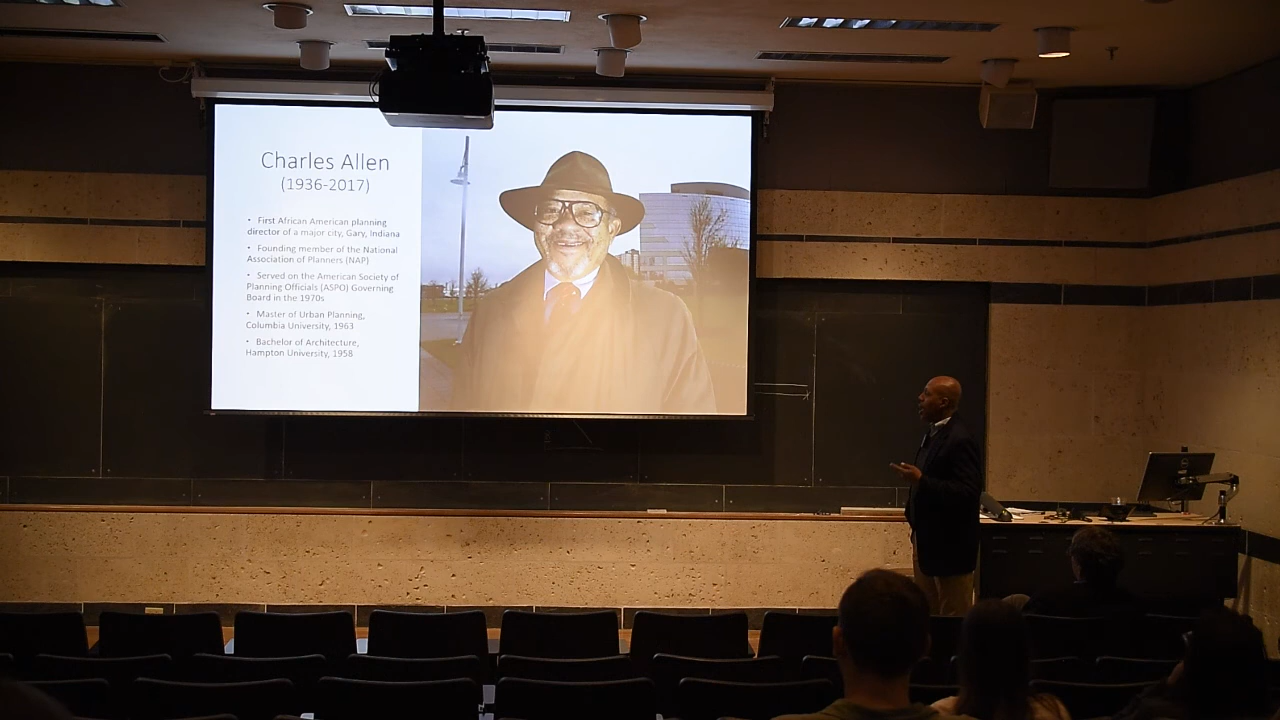 Charles Allen
(1936-2017)
• First African American planning
director of a major city, Gary, Indiana
• Founding member of the National
Association of Planners (NAP)
• Served on the American Society of
Planning Officials (ASPO) Governing
Board in the 1970s
• Master of Urban Planning,
Columbia University, 1963
• Bachelor of Architecture,
Hampton University, 1958